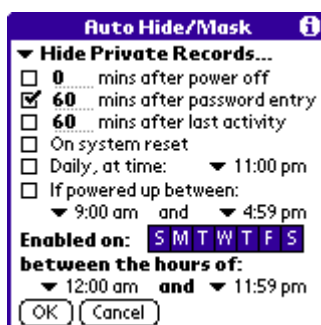 Auto Hide/Mask i
Hide Private Records...
0 mins after power off
60 mins after password entry
60 mins after last activity
On system reset
Daily, at time: 11:00 pm
If powered up between:
9:00 am and 4:59 pm
Enabled on: S M T W T F S
between the hours of:
12:00 am and 11:59 pm
OK Cancel